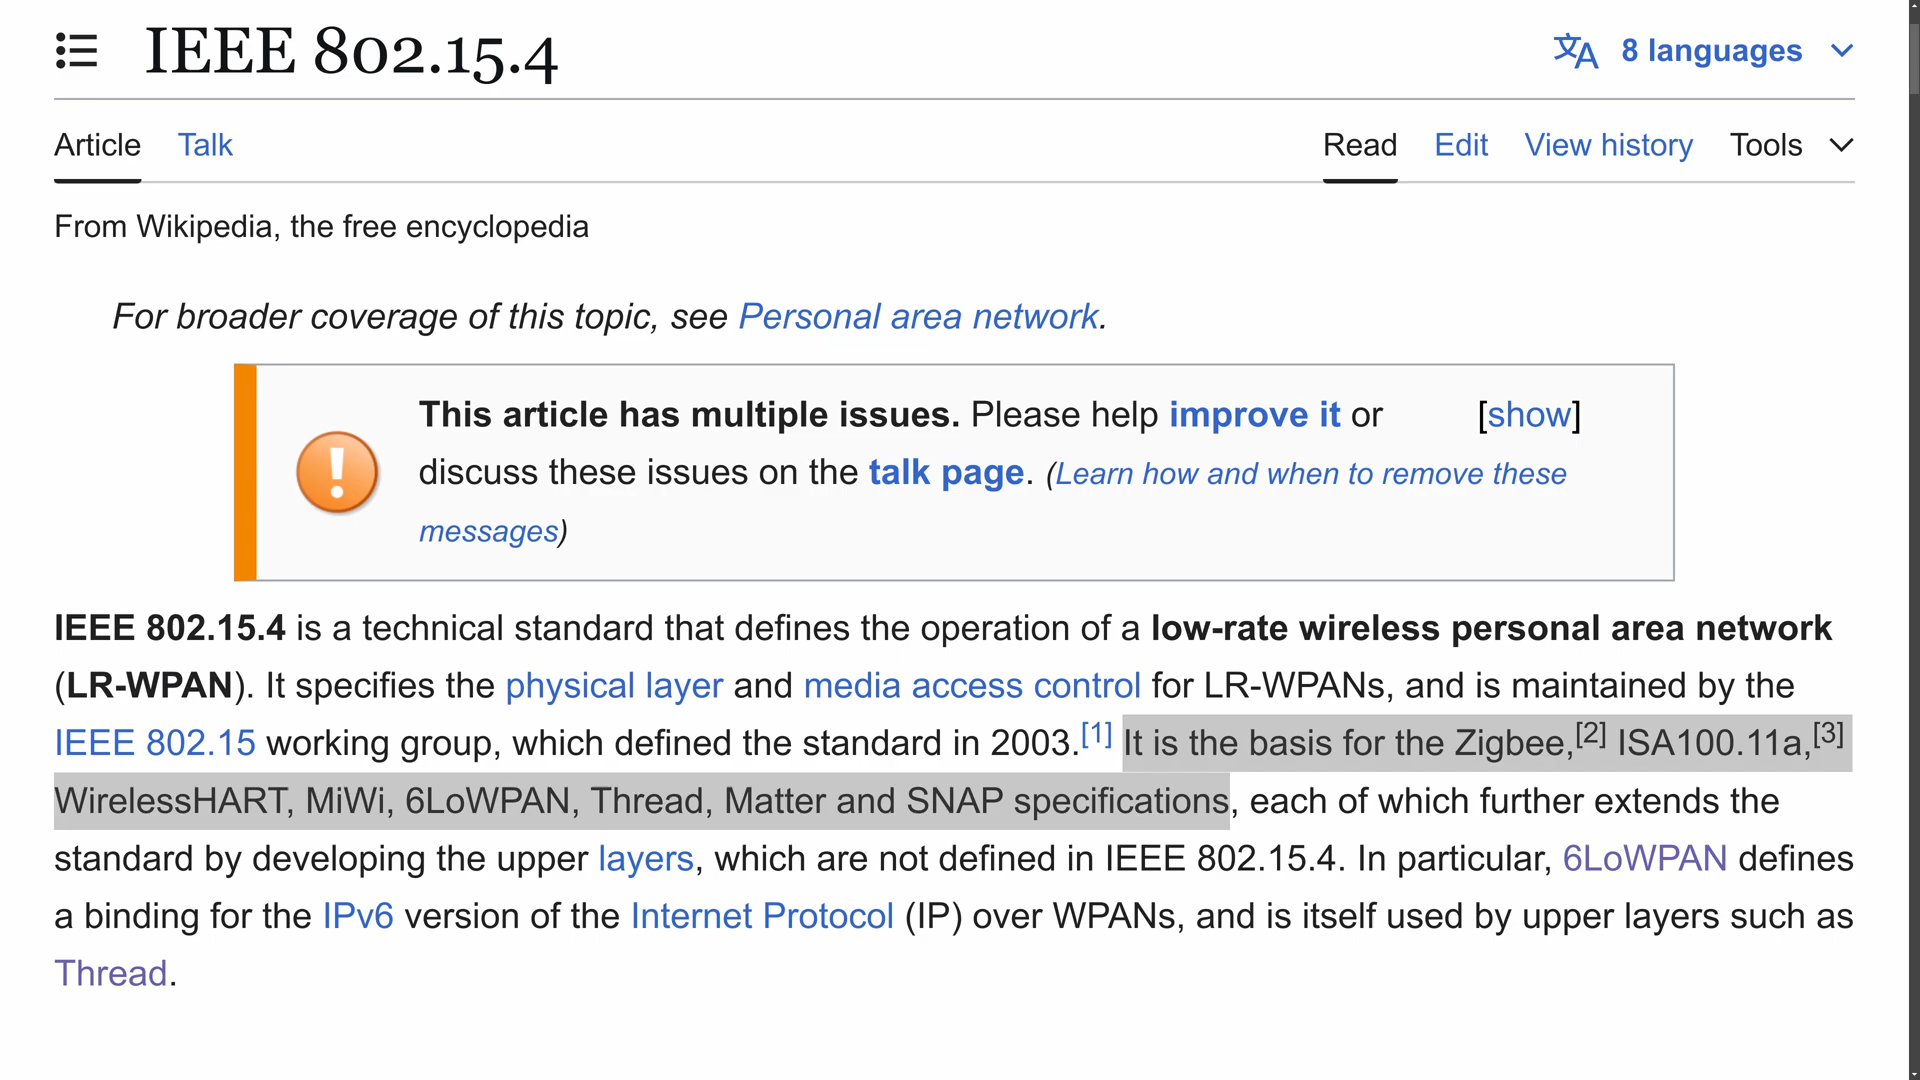 IEEE 802.15.4
8 languages
Article Talk Read Edit View history Tools
From Wikipedia, the free encyclopedia
For broader coverage of this topic, see Personal area network.
This article has multiple issues. Please help improve it or [show]
discuss these issues on the talk page. (Learn how and when to remove these
messages)
IEEE 802.15.4 is a technical standard that defines the operation of a low-rate wireless personal area network
(LR-WPAN). It specifies the physical layer and media access control for LR-WPANs, and is maintained by the
IEEE 802.15 working group, which defined the standard in 2003.[1] It is the basis for the Zigbee,[2] ISA100.11a,[3]
WirelessHART, MiWi, 6LoWPAN, Thread, Matter and SNAP specifications, each of which further extends the
standard by developing the upper layers, which are not defined in IEEE 802.15.4. In particular, 6LoWPAN defines
a binding for the IPv6 version of the Internet Protocol (IP) over WPANs, and is itself used by upper layers such as
Thread.